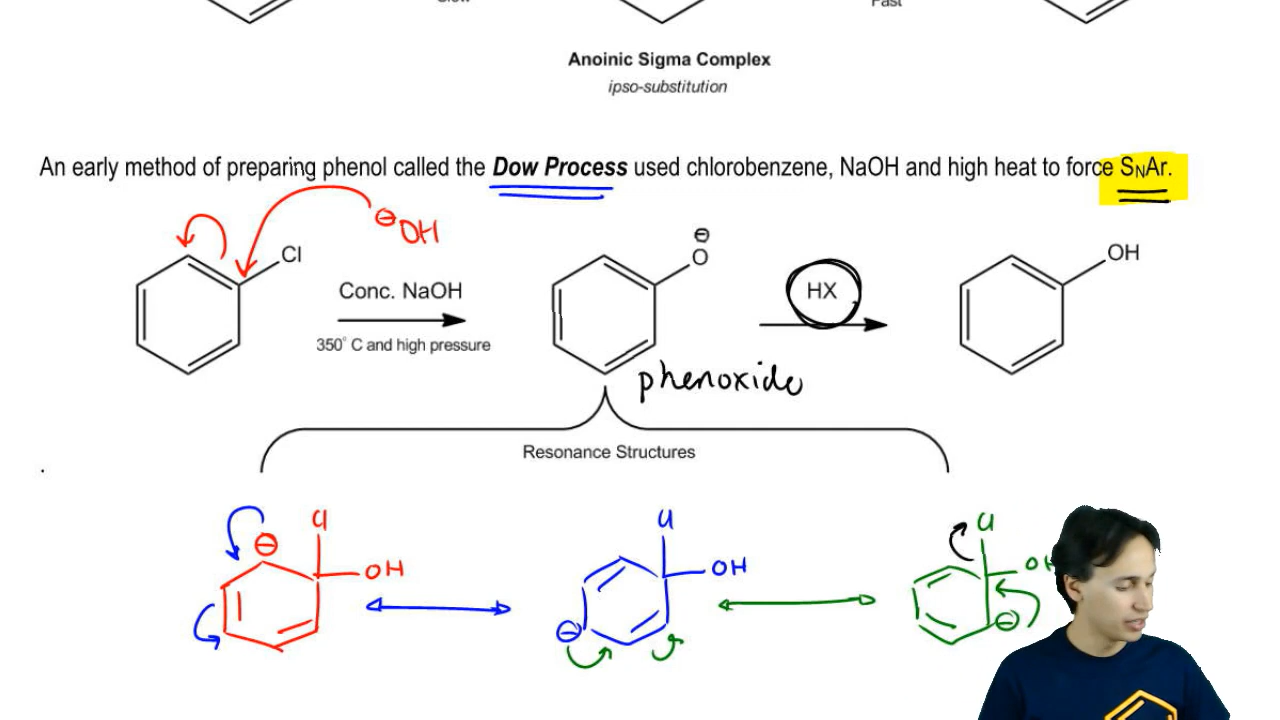 Anoinic Sigma Complex
ipso-substitution
An early method of preparing phenol called the Dow Process used chlorobenzene, NaOH and high heat to force SNAr.
⊖OH
Cl
Conc. NaOH
350° C and high pressure
⊖
O
HX
OH
phenoxide
Resonance Structures
.
Cl
⊖
OH
Cl
OH
⊖
Cl
OH
⊖